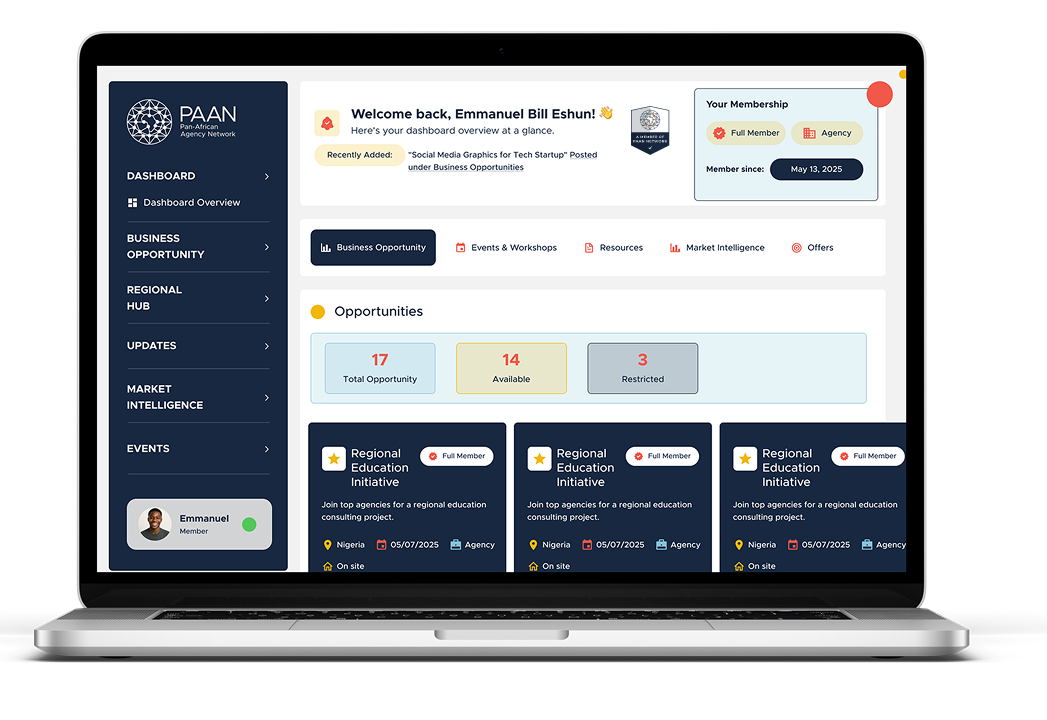 PAAN
Pan-African
Agency Network
DASHBOARD
Dashboard Overview
BUSINESS
OPPORTUNITY
REGIONAL
HUB
UPDATES
MARKET
INTELLIGENCE
EVENTS
Emmanuel
Member
Welcome back, Emmanuel Bill Eshun! 👋
Here's your dashboard overview at a glance.
Recently Added: "Social Media Graphics for Tech Startup" Posted
under Business Opportunities
A MEMBER OF
PAAN NETWORK
Your Membership
Full Member Agency
Member since: May 13, 2025
Business Opportunity Events & Workshops Resources Market Intelligence Offers
Opportunities
17 14 3
Total Opportunity Available Restricted
Regional
Education
Initiative
Full Member
Join top agencies for a regional education
consulting project.
Nigeria 05/07/2025 Agency
On site
Regional
Education
Initiative
Full Member
Join top agencies for a regional education
consulting project.
Nigeria 05/07/2025 Agency
On site
Regional
Education
Initiative
Full Member
Join top agencies for a regional education
consulting project.
Nigeria 05/07/2025 Agency
On site